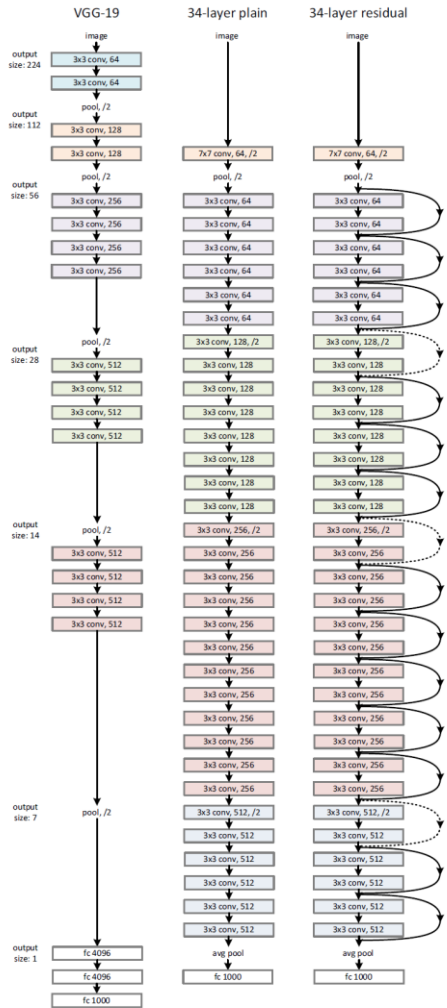 VGG-19
image
output
size: 224
3x3 conv, 64
3x3 conv, 64
output
size: 112
pool, /2
3x3 conv, 128
3x3 conv, 128
output
size: 56
pool, /2
3x3 conv, 256
3x3 conv, 256
3x3 conv, 256
3x3 conv, 256
output
size: 28
pool, /2
3x3 conv, 512
3x3 conv, 512
3x3 conv, 512
3x3 conv, 512
output
size: 14
pool, /2
3x3 conv, 512
3x3 conv, 512
3x3 conv, 512
3x3 conv, 512
output
size: 7
pool, /2
output
size: 1
fc 4096
fc 4096
fc 1000
34-layer plain
image
7x7 conv, 64, /2
pool, /2
3x3 conv, 64
3x3 conv, 64
3x3 conv, 64
3x3 conv, 64
3x3 conv, 64
3x3 conv, 64
3x3 conv, 128, /2
3x3 conv, 128
3x3 conv, 128
3x3 conv, 128
3x3 conv, 128
3x3 conv, 128
3x3 conv, 128
3x3 conv, 128
3x3 conv, 256, /2
3x3 conv, 256
3x3 conv, 256
3x3 conv, 256
3x3 conv, 256
3x3 conv, 256
3x3 conv, 256
3x3 conv, 256
3x3 conv, 256
3x3 conv, 256
3x3 conv, 256
3x3 conv, 256
3x3 conv, 512, /2
3x3 conv, 512
3x3 conv, 512
3x3 conv, 512
3x3 conv, 512
3x3 conv, 512
avg pool
fc 1000
34-layer residual
image
7x7 conv, 64, /2
pool, /2
3x3 conv, 64
3x3 conv, 64
3x3 conv, 64
3x3 conv, 64
3x3 conv, 64
3x3 conv, 64
3x3 conv, 128, /2
3x3 conv, 128
3x3 conv, 128
3x3 conv, 128
3x3 conv, 128
3x3 conv, 128
3x3 conv, 128
3x3 conv, 128
3x3 conv, 256, /2
3x3 conv, 256
3x3 conv, 256
3x3 conv, 256
3x3 conv, 256
3x3 conv, 256
3x3 conv, 256
3x3 conv, 256
3x3 conv, 256
3x3 conv, 256
3x3 conv, 256
3x3 conv, 256
3x3 conv, 512, /2
3x3 conv, 512
3x3 conv, 512
3x3 conv, 512
3x3 conv, 512
3x3 conv, 512
avg pool
fc 1000